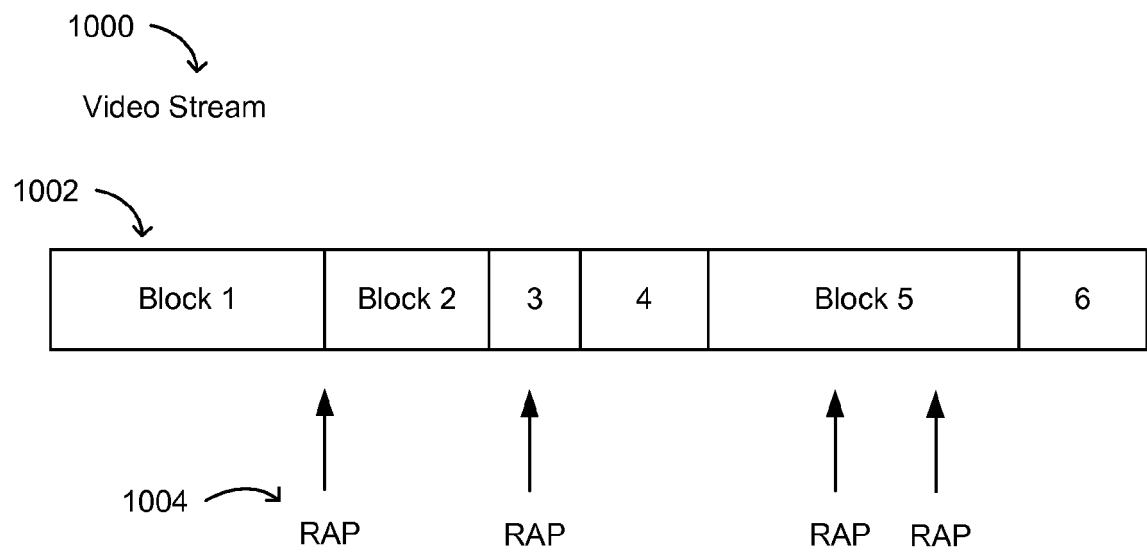 1000
Video Stream
1002
Block 1 Block 2 3 4 Block 5 6
1004
RAP RAP RAP RAP